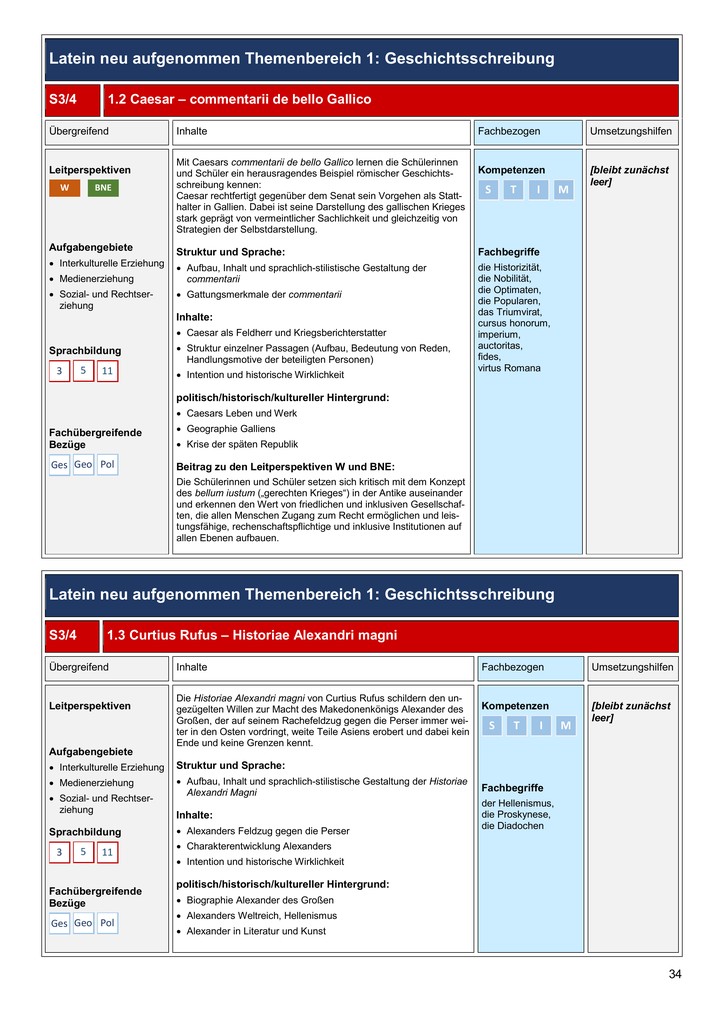 Latein neu aufgenommen Themenbereich 1: Geschichtsschreibung
S3/4 1.2 Caesar – commentarii de bello Gallico
Übergreifend Inhalte Fachbezogen Umsetzungshilfen
Leitperspektiven
W BNE
Aufgabengebiete
• Interkulturelle Erziehung
• Medienerziehung
• Sozial- und Rechtser-
ziehung
Sprachbildung
3 5 11
Fachübergreifende
Bezüge
Ges Geo Pol
Mit Caesars commentarii de bello Gallico lernen die Schülerinnen
und Schüler ein herausragendes Beispiel römischer Geschichts-
schreibung kennen:
Caesar rechtfertigt gegenüber dem Senat sein Vorgehen als Statt-
halter in Gallien. Dabei ist seine Darstellung des gallischen Krieges
stark geprägt von vermeintlicher Sachlichkeit und gleichzeitig von
Strategien der Selbstdarstellung.
Struktur und Sprache:
• Aufbau, Inhalt und sprachlich-stilistische Gestaltung der
commentarii
• Gattungsmerkmale der commentarii
Inhalte:
• Caesar als Feldherr und Kriegsberichterstatter
• Struktur einzelner Passagen (Aufbau, Bedeutung von Reden,
Handlungsmotive der beteiligten Personen)
• Intention und historische Wirklichkeit
politisch/historisch/kultureller Hintergrund:
• Caesars Leben und Werk
• Geographie Galliens
• Krise der späten Republik
Beitrag zu den Leitperspektiven W und BNE:
Die Schülerinnen und Schüler setzen sich kritisch mit dem Konzept
des bellum iustum („gerechten Krieges“) in der Antike auseinander
und erkennen den Wert von friedlichen und inklusiven Gesellschaf-
ten, die allen Menschen Zugang zum Recht ermöglichen und leis-
tungsfähige, rechenschaftspflichtige und inklusive Institutionen auf
allen Ebenen aufbauen.
Kompetenzen
S T I M
Fachbegriffe
die Historizität,
die Nobilität,
die Optimaten,
die Popularen,
das Triumvirat,
cursus honorum,
imperium,
auctoritas,
fides,
virtus Romana
[bleibt zunächst
leer]
Latein neu aufgenommen Themenbereich 1: Geschichtsschreibung
S3/4 1.3 Curtius Rufus – Historiae Alexandri magni
Übergreifend Inhalte Fachbezogen Umsetzungshilfen
Leitperspektiven
Aufgabengebiete
• Interkulturelle Erziehung
• Medienerziehung
• Sozial- und Rechtser-
ziehung
Sprachbildung
3 5 11
Fachübergreifende
Bezüge
Ges Geo Pol
Die Historiae Alexandri magni von Curtius Rufus schildern den un-
gezügelten Willen zur Macht des Makedonenkönigs Alexander des
Großen, der auf seinem Rachefeldzug gegen die Perser immer wei-
ter in den Osten vordringt, weite Teile Asiens erobert und dabei kein
Ende und keine Grenzen kennt.
Struktur und Sprache:
• Aufbau, Inhalt und sprachlich-stilistische Gestaltung der Historiae
Alexandri Magni
Inhalte:
• Alexanders Feldzug gegen die Perser
• Charakterentwicklung Alexanders
• Intention und historische Wirklichkeit
politisch/historisch/kultureller Hintergrund:
• Biographie Alexander des Großen
• Alexanders Weltreich, Hellenismus
• Alexander in Literatur und Kunst
Kompetenzen
S T I M
Fachbegriffe
der Hellenismus,
die Proskynese,
die Diadochen
[bleibt zunächst
leer]
34